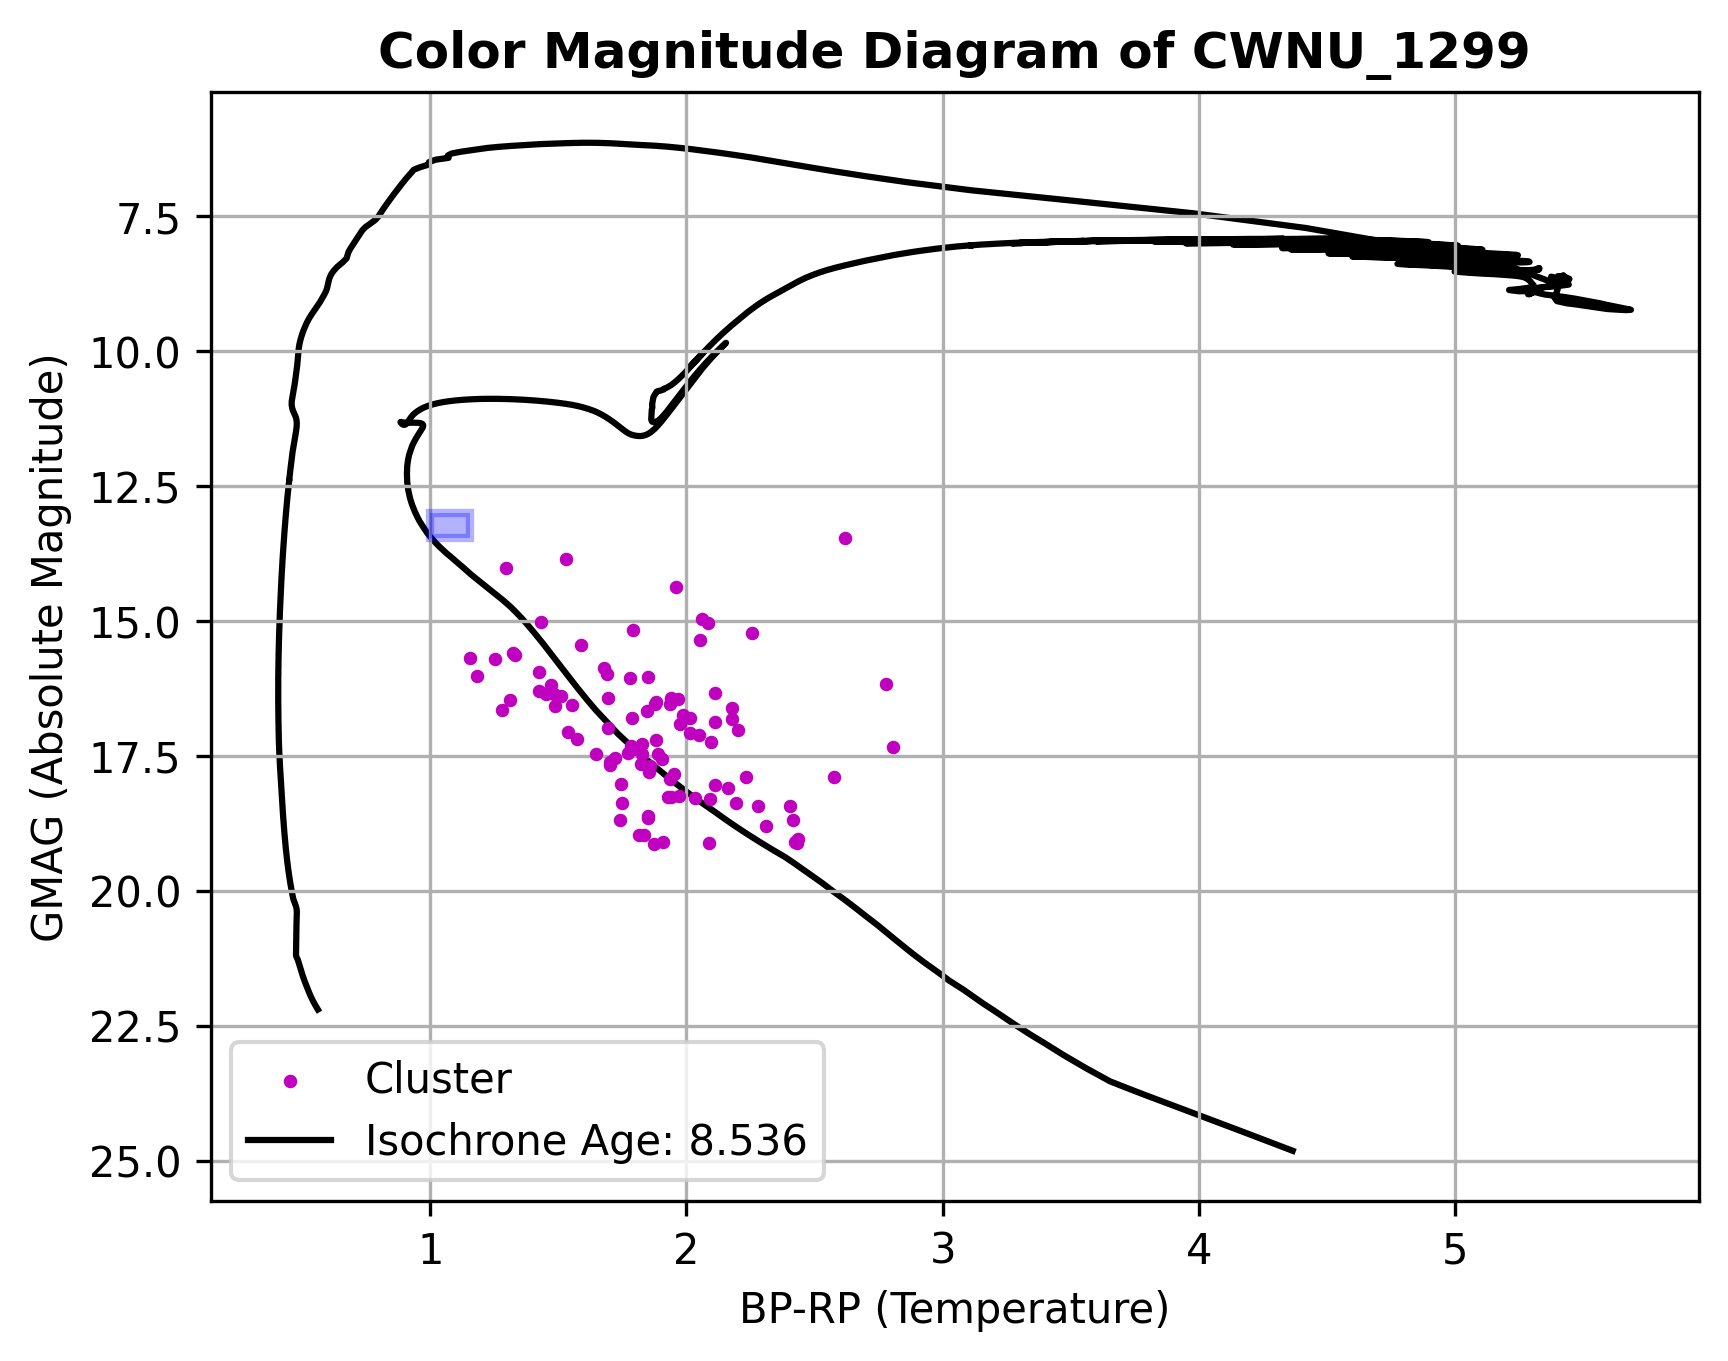 Color Magnitude Diagram of CWNU_1299
GMAG (Absolute Magnitude)
7.5
10.0
12.5
15.0
17.5
20.0
22.5
25.0
Cluster
Isochrone Age: 8.536
1 2 3 4 5
BP-RP (Temperature)